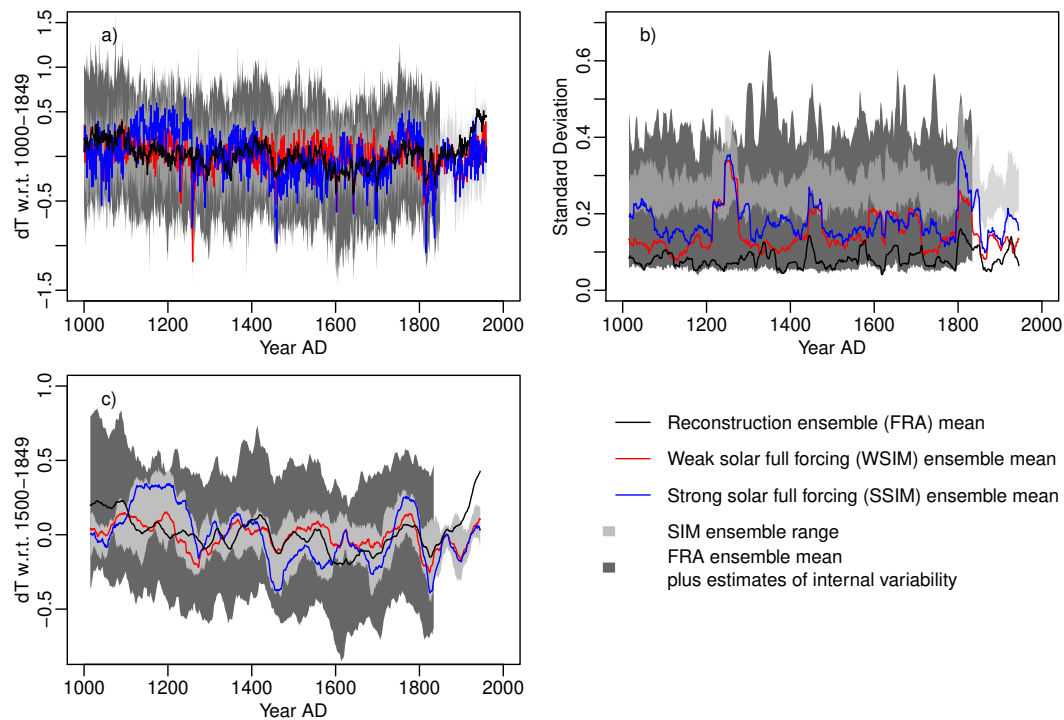 a)
dT w.r.t. 1000−1849
−1.5
−0.5
0.5
1.0
1.5
1000
1200
1400
1600
1800
2000
Year AD
b)
Standard Deviation
0.0
0.2
0.4
0.6
1000
1200
1400
1600
1800
2000
Year AD
c)
dT w.r.t. 1500−1849
−0.5
0.0
0.5
1.0
1000
1200
1400
1600
1800
2000
Year AD
Reconstruction ensemble (FRA) mean
Weak solar full forcing (WSIM) ensemble mean
Strong solar full forcing (SSIM) ensemble mean
SIM ensemble range
FRA ensemble mean
plus estimates of internal variability